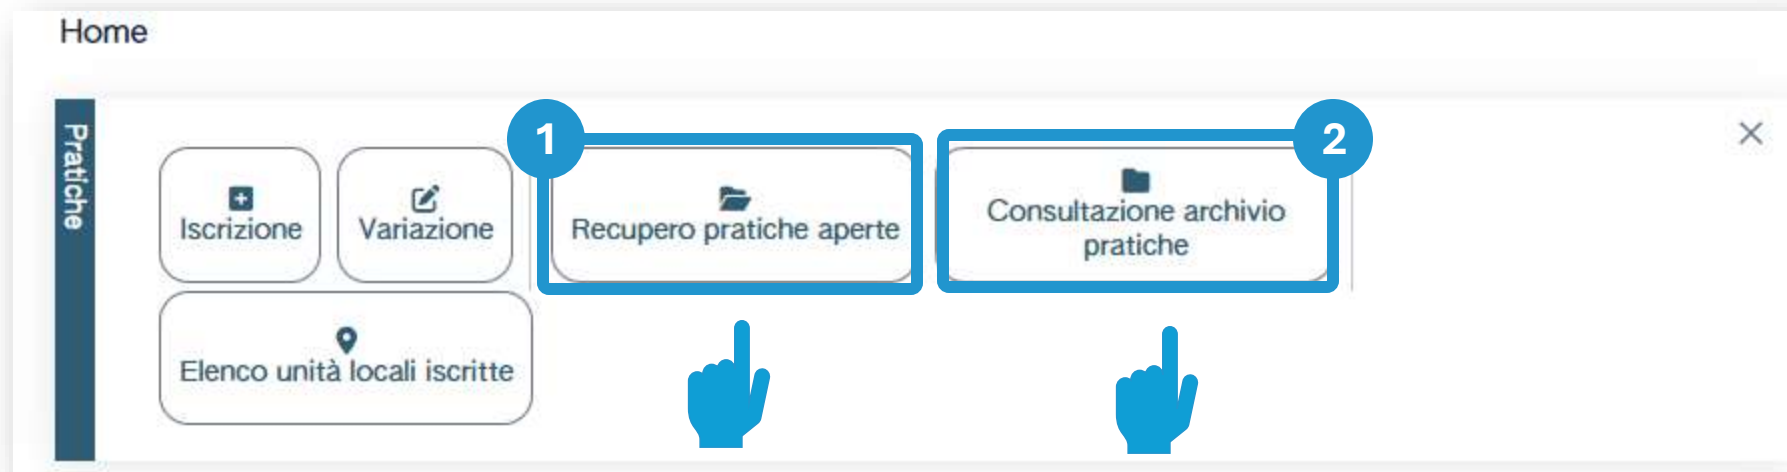 Home
Pratiche
1
2
Iscrizione
Variazione
Recupero pratiche aperte
Consultazione archivio
pratiche
Elenco unità locali iscritte